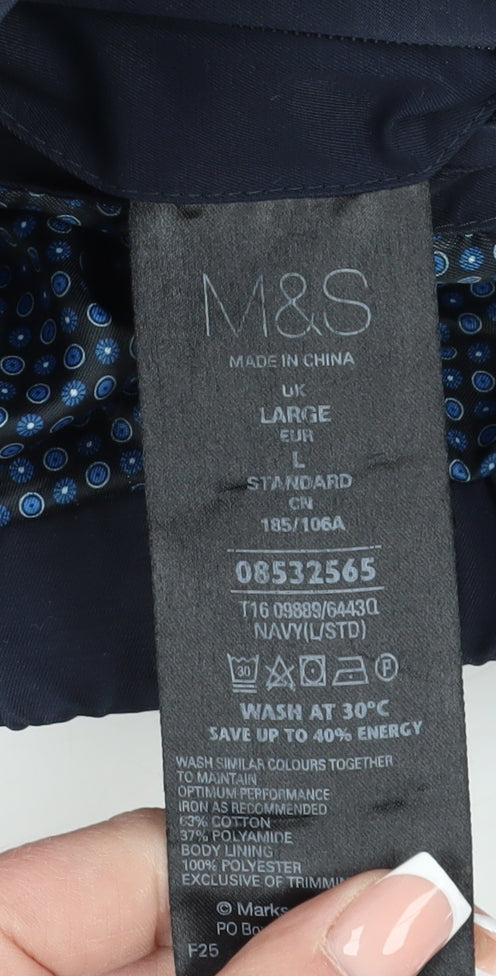 M&S
MADE IN CHINA
UK
LARGE
EUR
L
STANDARD
CN
185/106A
08532565
T16 09889/6443Q
NAVY(L/STD)
30 P
WASH AT 30°C
SAVE UP TO 40% ENERGY
WASH SIMILAR COLOURS TOGETHER
TO MAINTAIN
OPTIMUM PERFORMANCE
IRON AS RECOMMENDED
63% COTTON
37% POLYAMIDE
BODY LINING
100% POLYESTER
EXCLUSIVE OF TRIMMIN
© Marks
PO Bo
F25